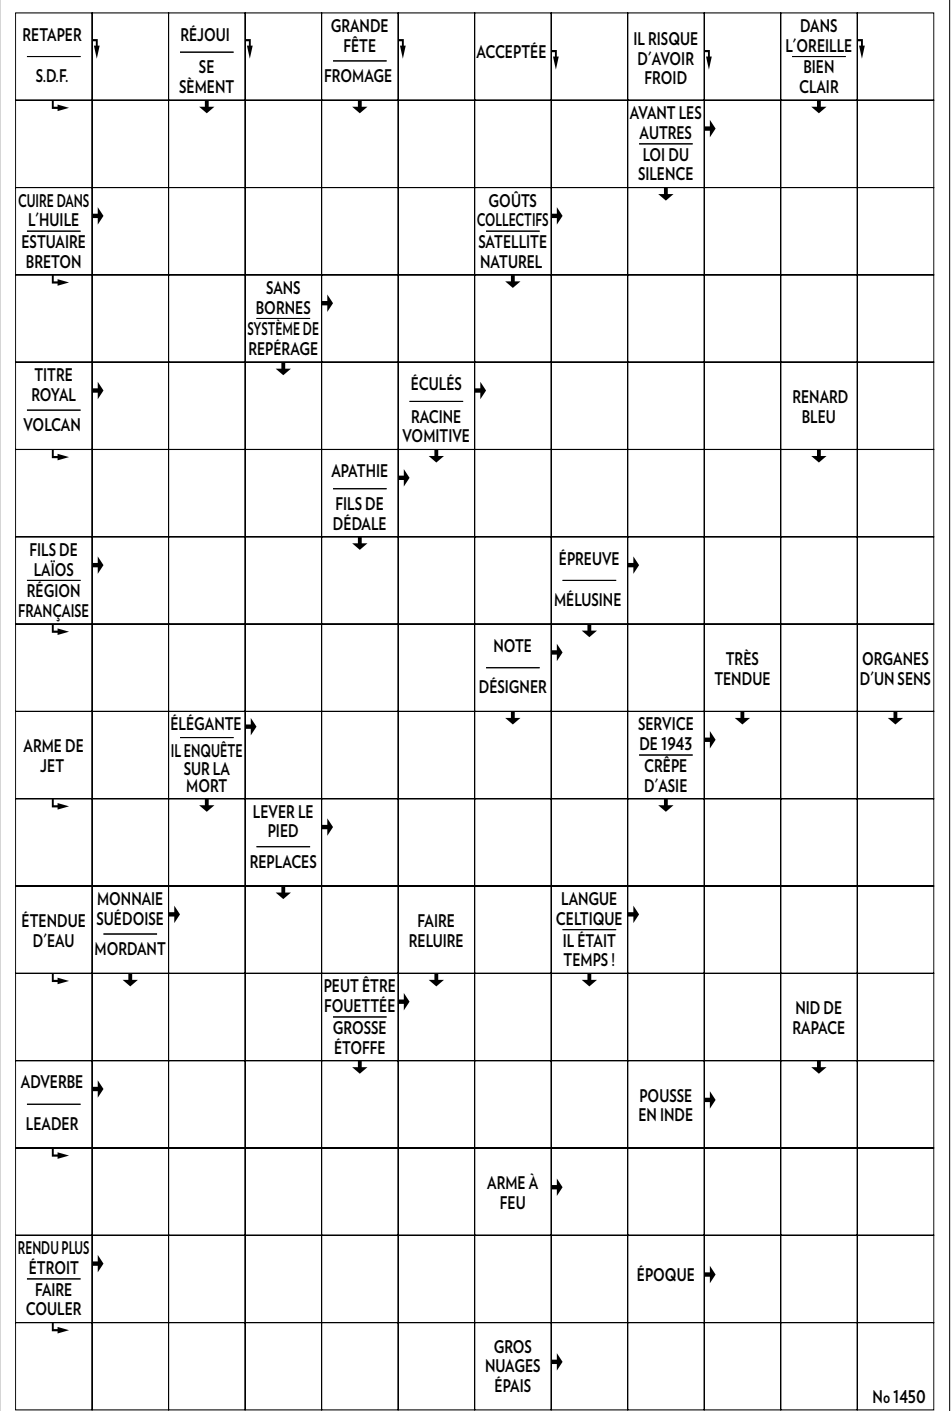 RETAPER
S.D.F.
RÉJOUI
SE
SÈMENT
GRANDE
FÊTE
FROMAGE
ACCEPTÉE
IL RISQUE
D'AVOIR
FROID
DANS
L'OREILLE
BIEN
CLAIR
AVANT LES
AUTRES
LOI DU
SILENCE
CUIRE DANS
L'HUILE
ESTUAIRE
BRETON
GOÛTS
COLLECTIFS
SATELLITE
NATUREL
SANS
BORNES
SYSTÈME DE
REPÉRAGE
TITRE
ROYAL
VOLCAN
ÉCULÉS
RACINE
VOMITIVE
RENARD
BLEU
APATHIE
FILS DE
DÉDALE
FILS DE
LAÏOS
RÉGION
FRANÇAISE
ÉPREUVE
MÉLUSINE
NOTE
DÉSIGNER
TRÈS
TENDUE
ORGANES
D'UN SENS
ARME DE
JET
ÉLÉGANTE
IL ENQUÊTE
SUR LA
MORT
SERVICE
DE 1943
CRÊPE
D'ASIE
LEVER LE
PIED
REPLACES
ÉTENDUE
D'EAU
MONNAIE
SUÉDOISE
MORDANT
FAIRE
RELUIRE
LANGUE
CELTIQUE
IL ÉTAIT
TEMPS !
PEUT ÊTRE
FOUETTÉE
GROSSE
ÉTOFFE
NID DE
RAPACE
ADVERBE
LEADER
POUSSE
EN INDE
ARME À
FEU
RENDU PLUS
ÉTROIT
FAIRE
COULER
ÉPOQUE
GROS
NUAGES
ÉPAIS
No 1450